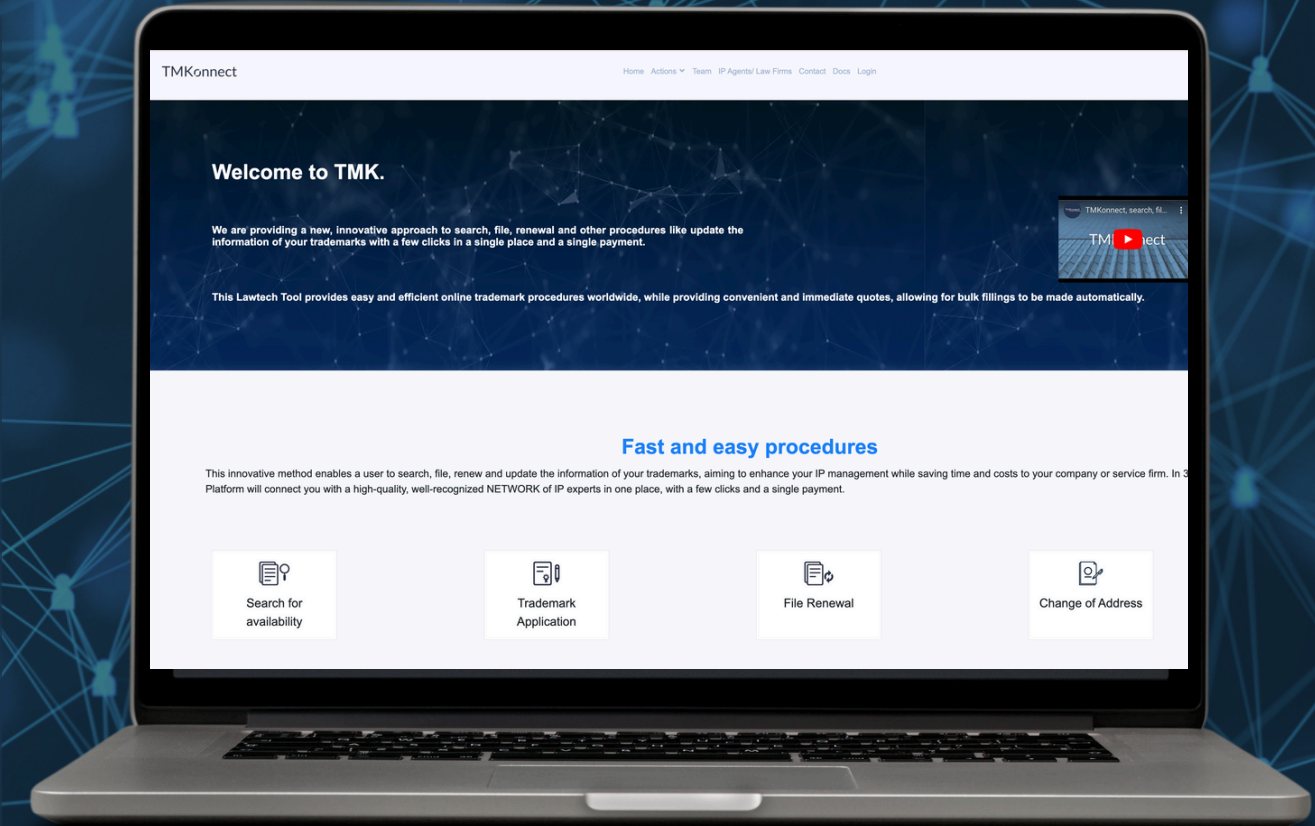 TMKonnect
Home Actions Team IP Agents/ Law Firms Contact Docs Login
Welcome to TMK.
We are providing a new, innovative approach to search, file, renewal and other procedures like update the
information of your trademarks with a few clicks in a single place and a single payment.
TMKonnect, search, fil...
TM ect
This Lawtech Tool provides easy and efficient online trademark procedures worldwide, while providing convenient and immediate quotes, allowing for bulk fillings to be made automatically.
Fast and easy procedures
This innovative method enables a user to search, file, renew and update the information of your trademarks, aiming to enhance your IP management while saving time and costs to your company or service firm. In 3
Platform will connect you with a high-quality, well-recognized NETWORK of IP experts in one place, with a few clicks and a single payment.
Search for
availability
Trademark
Application
File Renewal
Change of Address